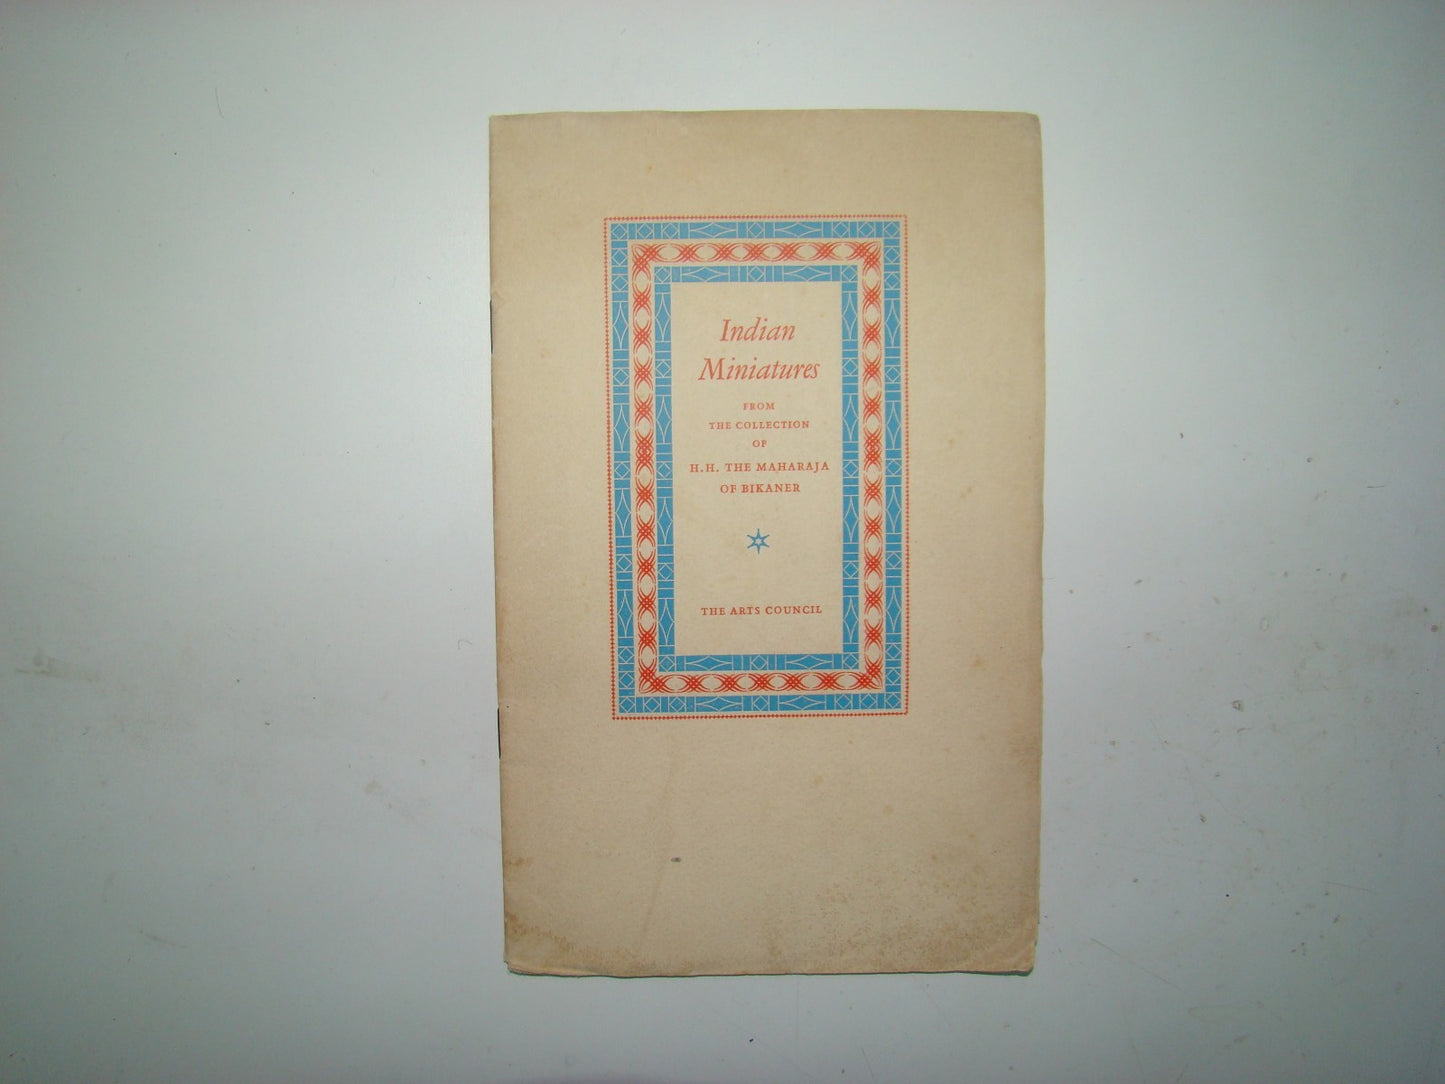 Indian
Miniatures
FROM
THE COLLECTION
OF
H.H. THE MAHARAJA
OF BIKANER
THE ARTS COUNCIL